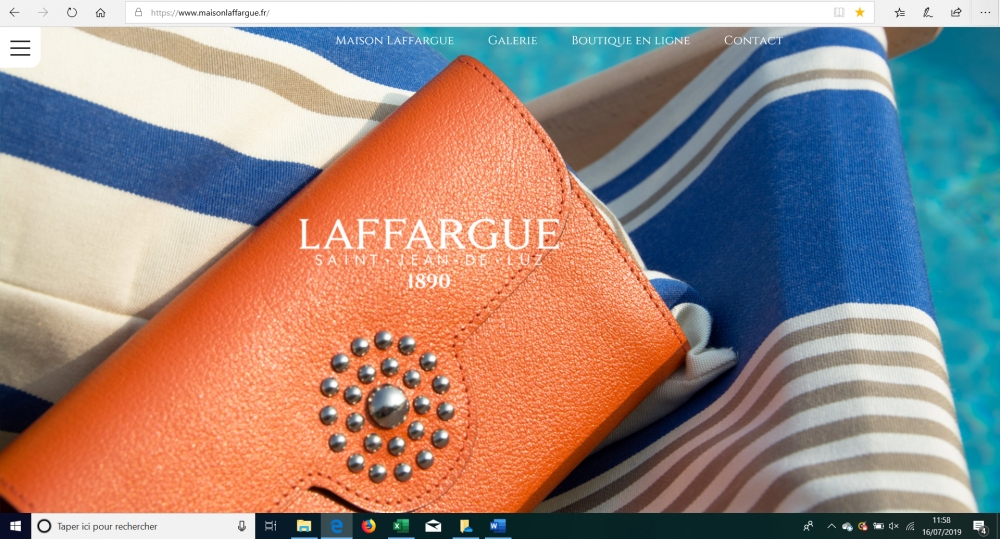 https://www.maisonlaffargue.fr/
MAISON LAFFARGUE GALERIE BOUTIQUE EN LIGNE CONTACT
LAFFARGUE
SAINT·JEAN·DE·LUZ
1890
Taper ici pour rechercher
11:58
16/07/2019
4